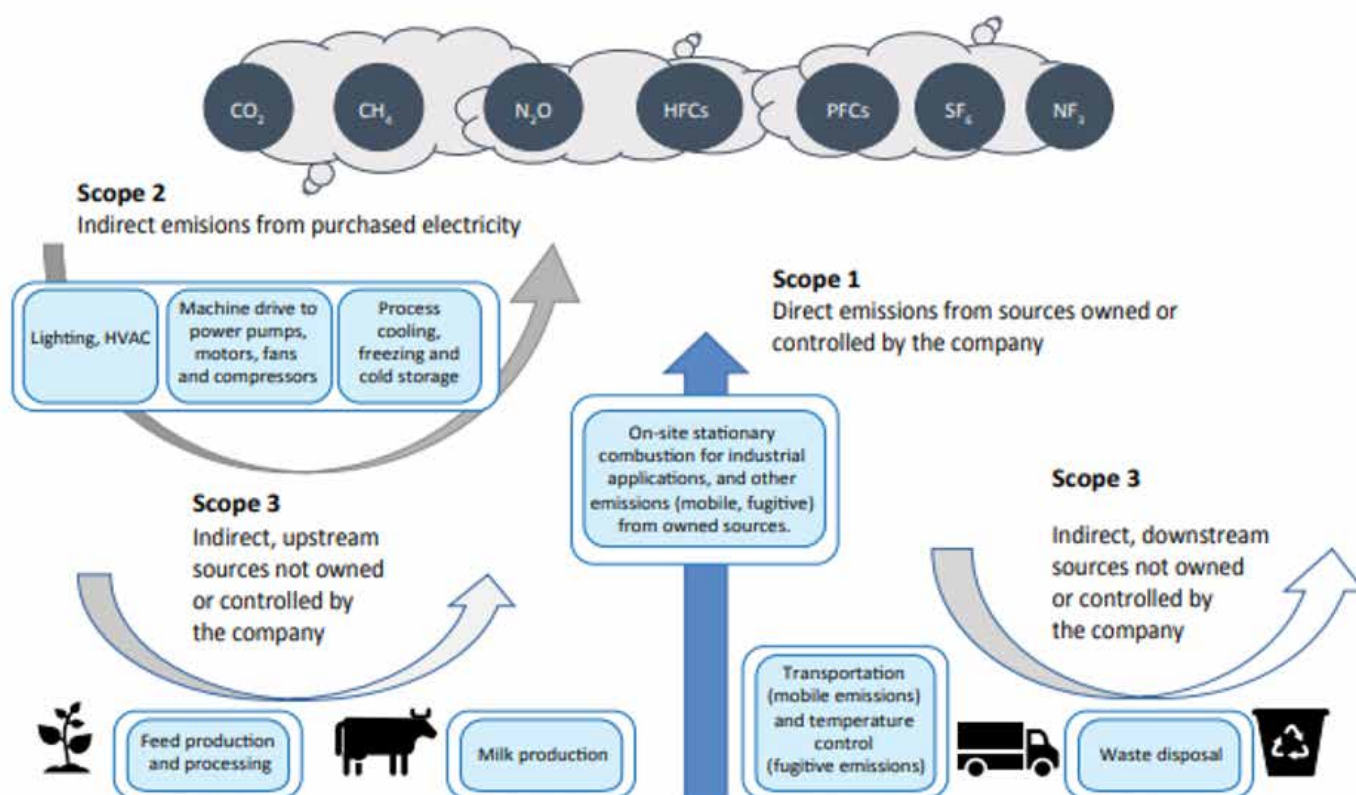 CO₂
CH₄
N₂O
HFCs
PFCs
SF₆
NF₃
Scope 2
Indirect emisions from purchased electricity
Lighting, HVAC
Machine drive to
power pumps,
motors, fans
and compressors
Process
cooling,
freezing and
cold storage
Scope 1
Direct emissions from sources owned or
controlled by the company
On-site stationary
combustion for industrial
applications, and other
emissions (mobile, fugitive)
from owned sources.
Scope 3
Indirect, upstream
sources not owned
or controlled by
the company
Scope 3
Indirect, downstream
sources not owned
or controlled by
the company
Feed production
and processing
Milk production
Transportation
(mobile emissions)
and temperature
control
(fugitive emissions)
Waste disposal